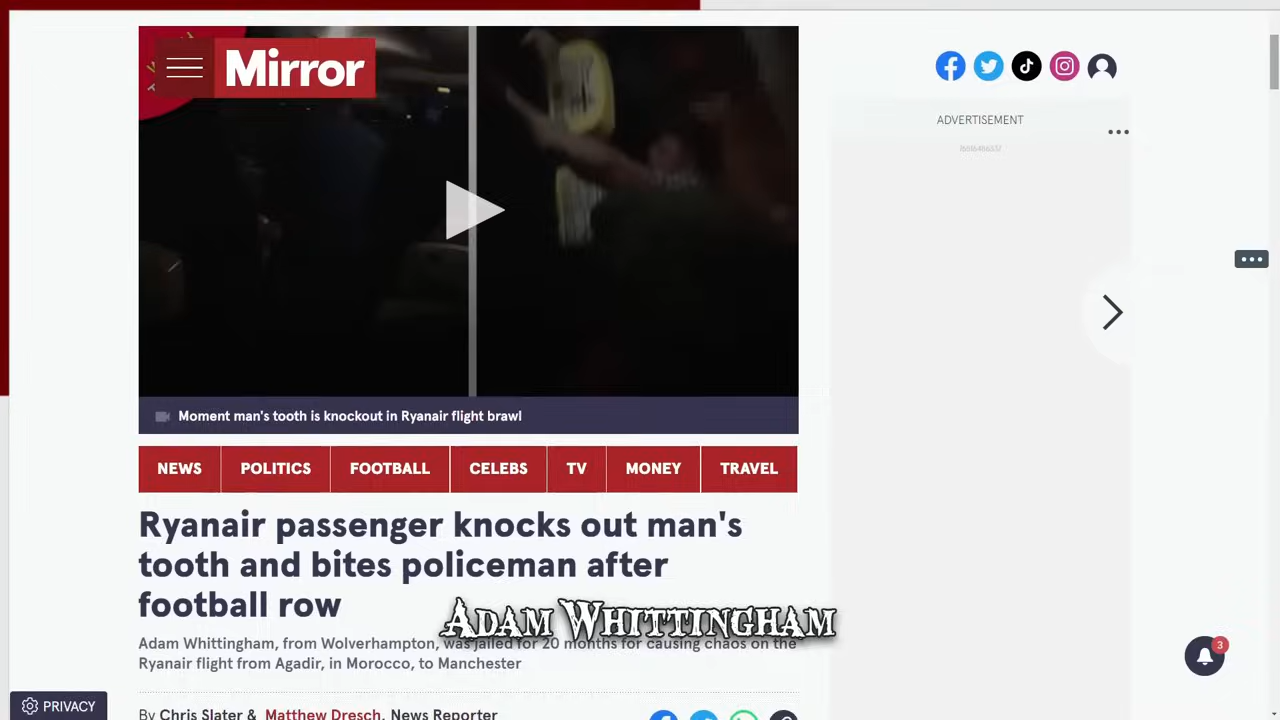 Mirror
ADVERTISEMENT
Moment man's tooth is knockout in Ryanair flight brawl
NEWS POLITICS FOOTBALL CELEBS TV MONEY TRAVEL
Ryanair passenger knocks out man's
tooth and bites policeman after
football row
Adam Whittingham
Adam Whittingham, from Wolverhampton, was jailed for 20 months for causing chaos on the
Ryanair flight from Agadir, in Morocco, to Manchester
3
PRIVACY
By Chris Slater & Matthew Dresch, News Reporter